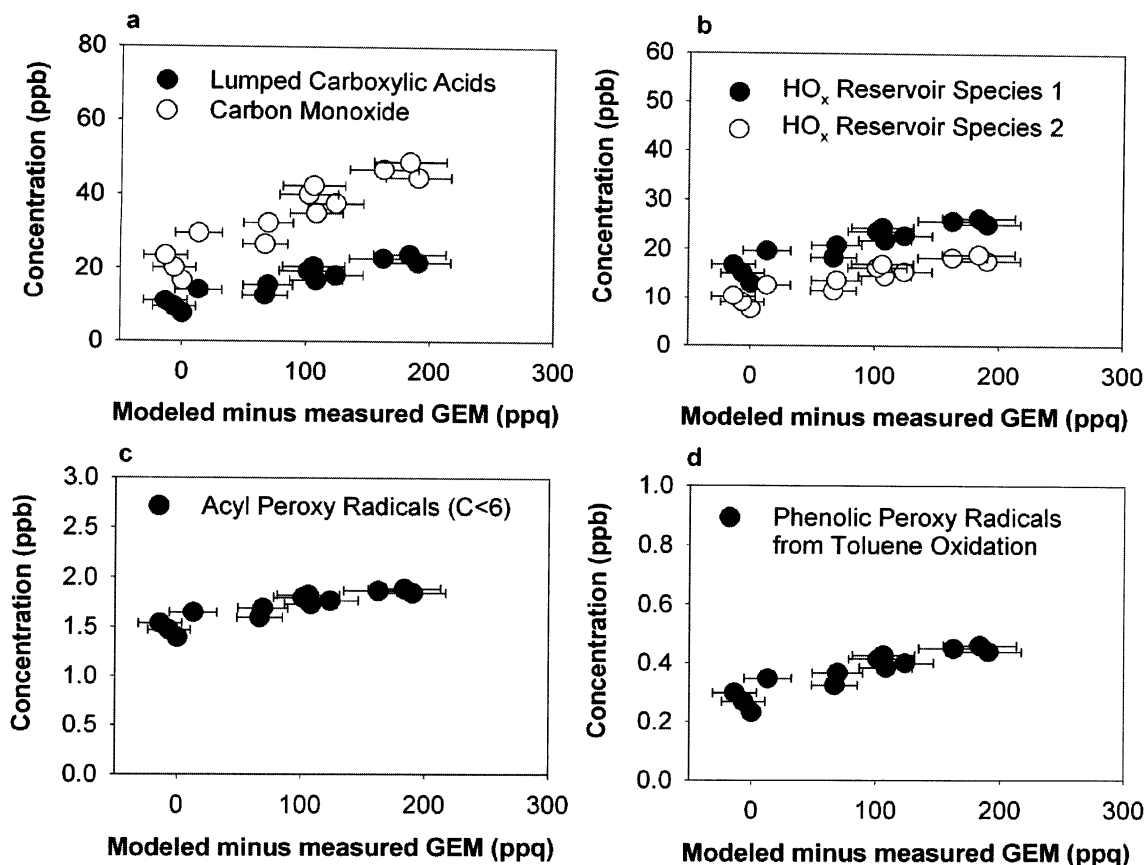 a
80
60
40
20
0
Concentration (ppb)
Lumped Carboxylic Acids
Carbon Monoxide
0 100 200 300
Modeled minus measured GEM (ppq)
b
60
50
40
30
20
10
0
Concentration (ppb)
HOx Reservoir Species 1
HOx Reservoir Species 2
0 100 200 300
Modeled minus measured GEM (ppq)
c
3.0
2.5
2.0
1.5
1.0
0.5
0.0
Concentration (ppb)
Acyl Peroxy Radicals (C<6)
0 100 200 300
Modeled minus measured GEM (ppq)
d
1.0
0.8
0.6
0.4
0.2
0.0
Concentration (ppb)
Phenolic Peroxy Radicals
from Toluene Oxidation
0 100 200 300
Modeled minus measured GEM (ppq)